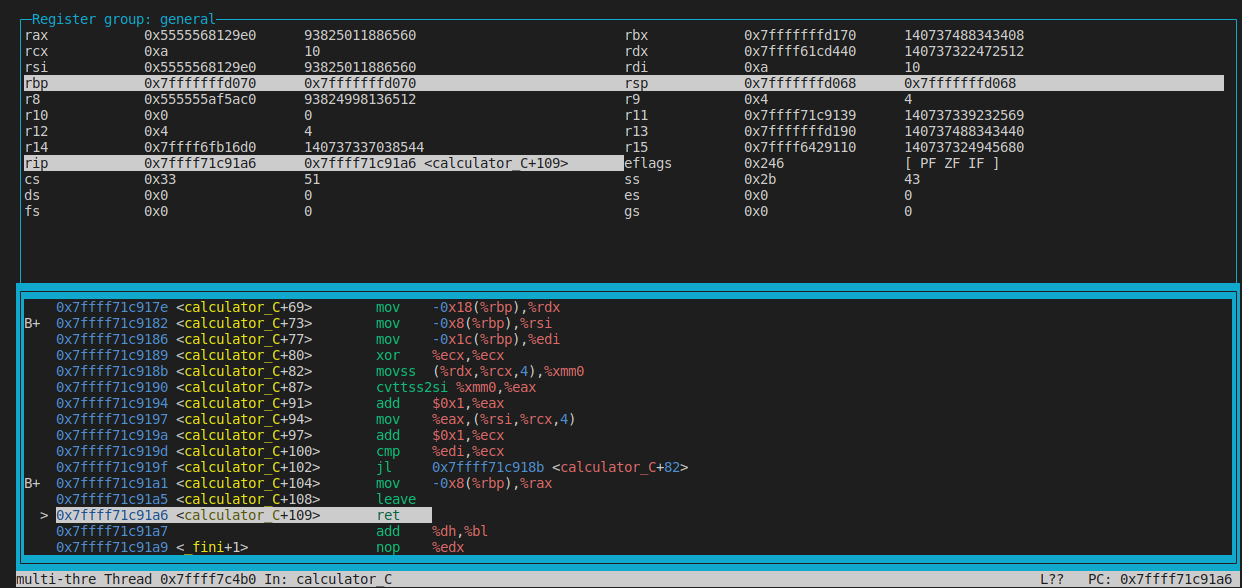 Register group: general
rax 0x5555568129e0 93825011886560 rbx 0x7fffffffd170 140737488343408
rcx 0xa 10 rdx 0x7ffff61cd440 140737322472512
rsi 0x5555568129e0 93825011886560 rdi 0xa 10
rbp 0x7fffffffd070 0x7fffffffd070 rsp 0x7fffffffd068 0x7fffffffd068
r8 0x555555af5ac0 93824998136512 r9 0x4 4
r10 0x0 0 r11 0x7ffff71c9139 140737339232569
r12 0x4 4 r13 0x7fffffffd190 140737488343440
r14 0x7ffff6fb16d0 140737337038544 r15 0x7ffff6429110 140737324945680
rip 0x7ffff71c91a6 0x7ffff71c91a6 <calculator_C+109> eflags 0x246 [ PF ZF IF ]
cs 0x33 51 ss 0x2b 43
ds 0x0 0 es 0x0 0
fs 0x0 0 gs 0x0 0
0x7ffff71c917e <calculator_C+69> mov -0x18(%rbp),%rdx
B+ 0x7ffff71c9182 <calculator_C+73> mov -0x8(%rbp),%rsi
0x7ffff71c9186 <calculator_C+77> mov -0x1c(%rbp),%edi
0x7ffff71c9189 <calculator_C+80> xor %ecx,%ecx
0x7ffff71c918b <calculator_C+82> movss (%rdx,%rcx,4),%xmm0
0x7ffff71c9190 <calculator_C+87> cvttss2si %xmm0,%eax
0x7ffff71c9194 <calculator_C+91> add $0x1,%eax
0x7ffff71c9197 <calculator_C+94> mov %eax,(%rsi,%rcx,4)
0x7ffff71c919a <calculator_C+97> add $0x1,%ecx
0x7ffff71c919d <calculator_C+100> cmp %edi,%ecx
0x7ffff71c919f <calculator_C+102> jl 0x7ffff71c918b <calculator_C+82>
B+ 0x7ffff71c91a1 <calculator_C+104> mov -0x8(%rbp),%rax
0x7ffff71c91a5 <calculator_C+108> leave
> 0x7ffff71c91a6 <calculator_C+109> ret
0x7ffff71c91a7 add %dh,%bl
0x7ffff71c91a9 <_fini+1> nop %edx
multi-thre Thread 0x7ffff7c4b0 In: calculator_C L?? PC: 0x7ffff71c91a6